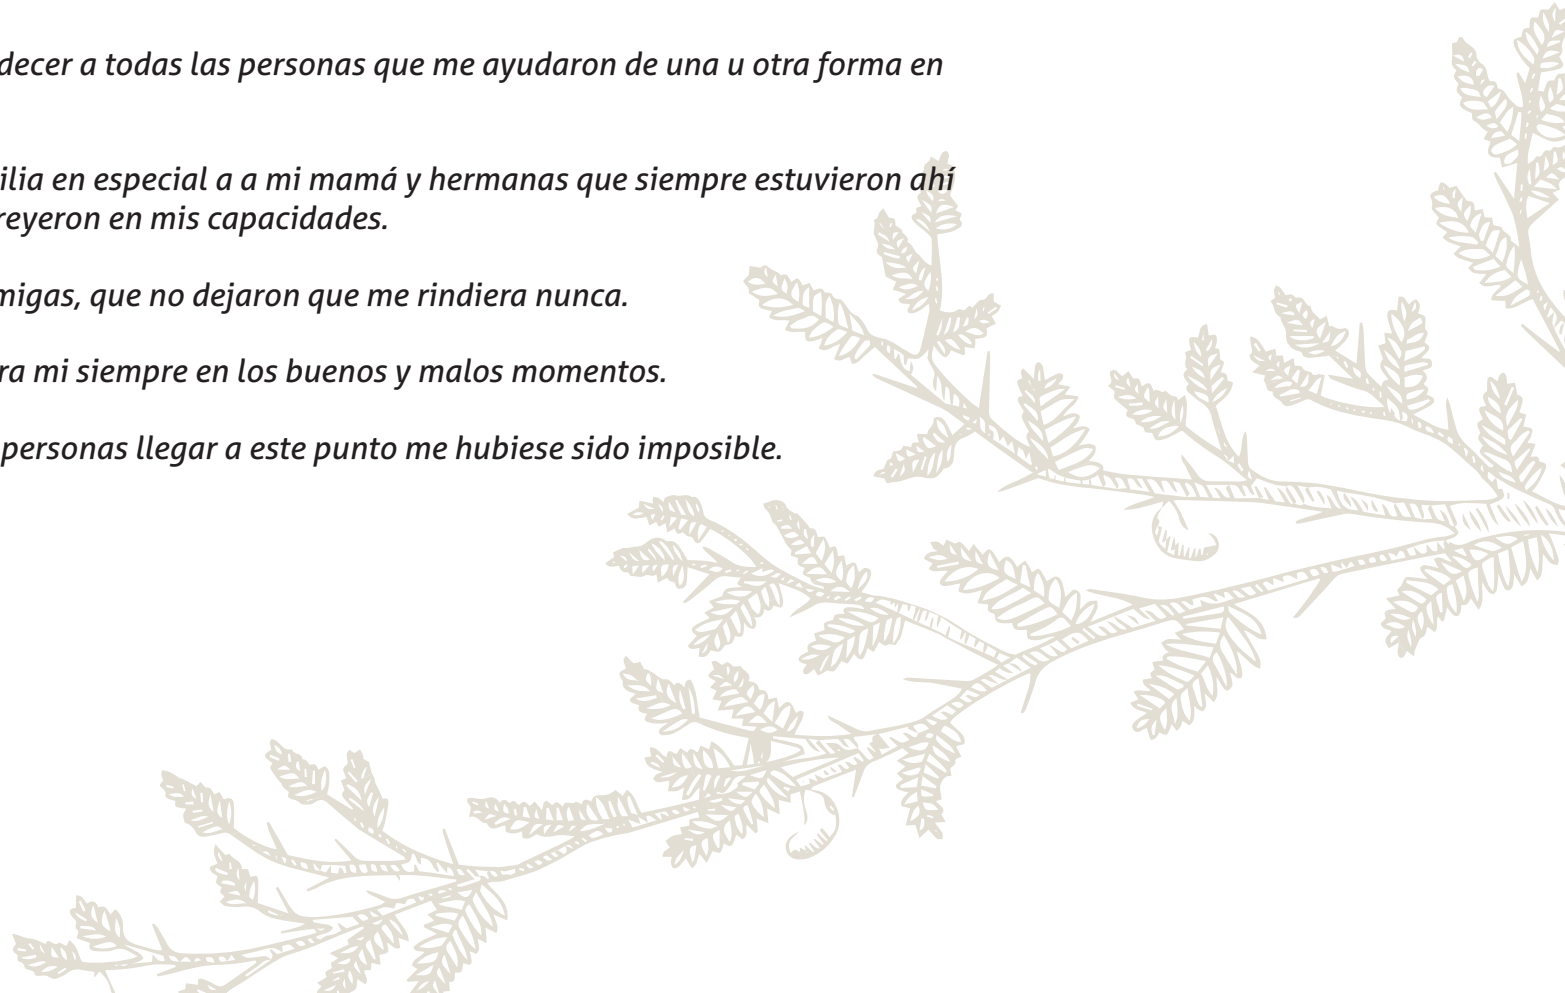 decer a todas las personas que me ayudaron de una u otra forma en
ilia en especial a a mi mamá y hermanas que siempre estuvieron ahí
reyeron en mis capacidades.
migas, que no dejaron que me rindiera nunca.
ra mi siempre en los buenos y malos momentos.
personas llegar a este punto me hubiese sido imposible.